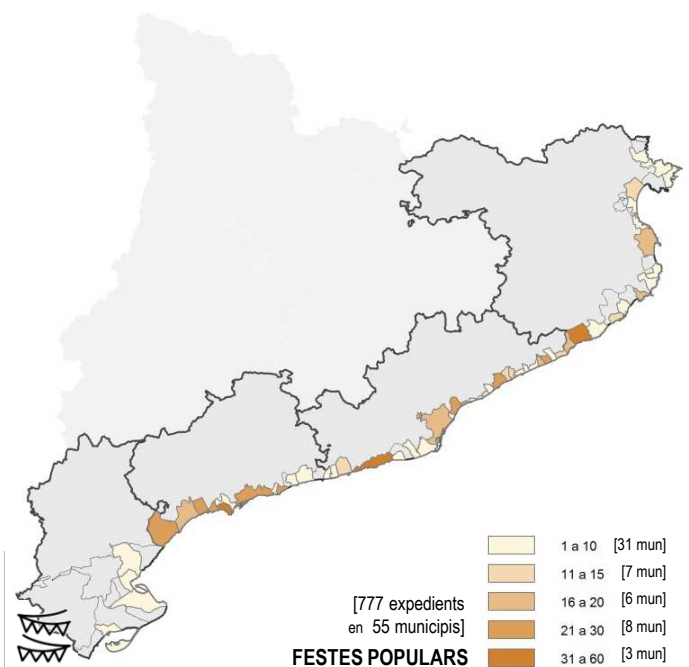 1 a 10 [31 mun]
11 a 15 [7 mun]
[777 expedients
16 a 20 [6 mun]
en 55 municipis]
21 a 30 [8 mun]
FESTES POPULARS
31 a 60 [3 mun]